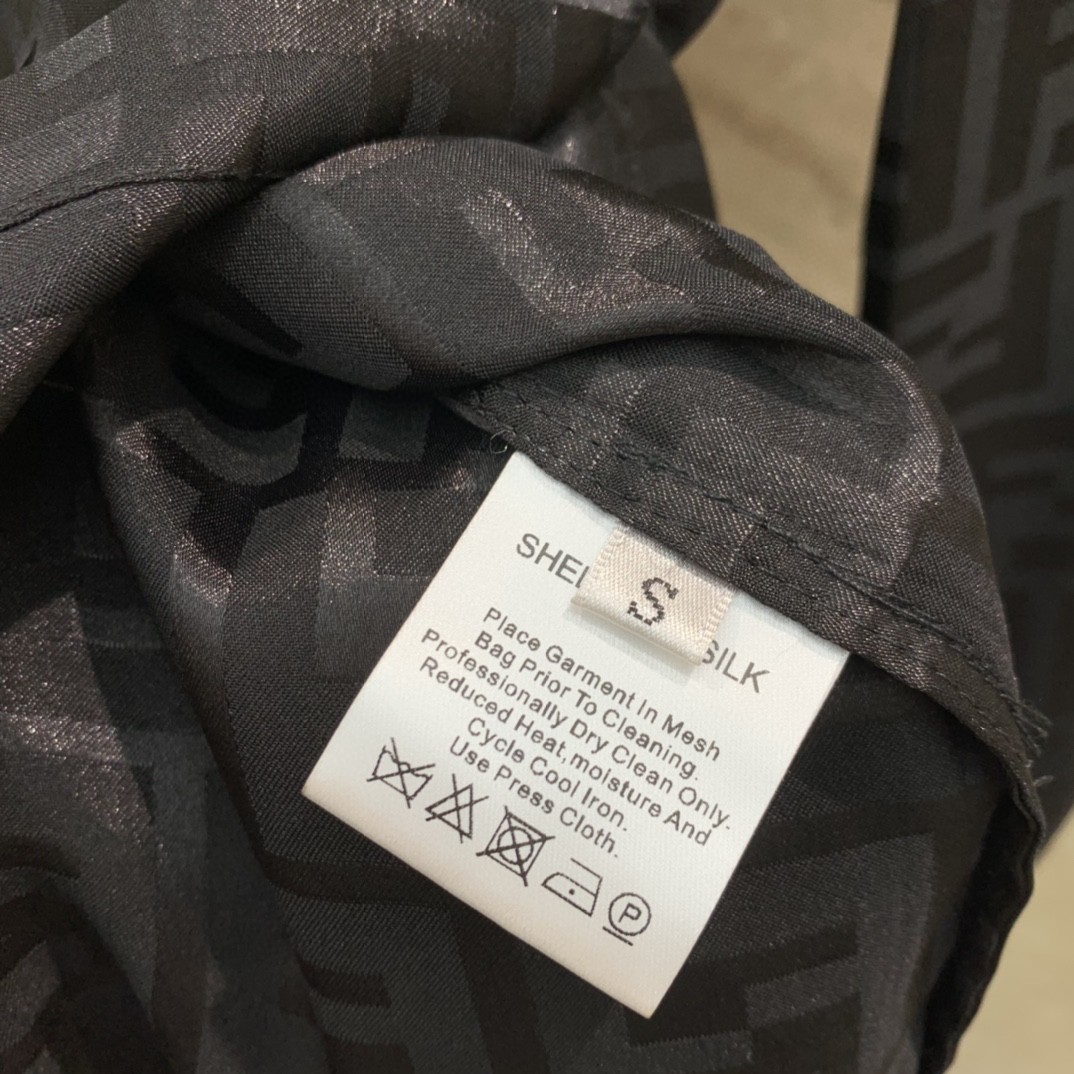 S
SILK
Place Garment In Mesh
Bag Prior To Cleaning.
Professionally Dry Clean Only.
Reduced Heat,moisture And
Cycle Cool Iron.
Use Press Cloth.
P